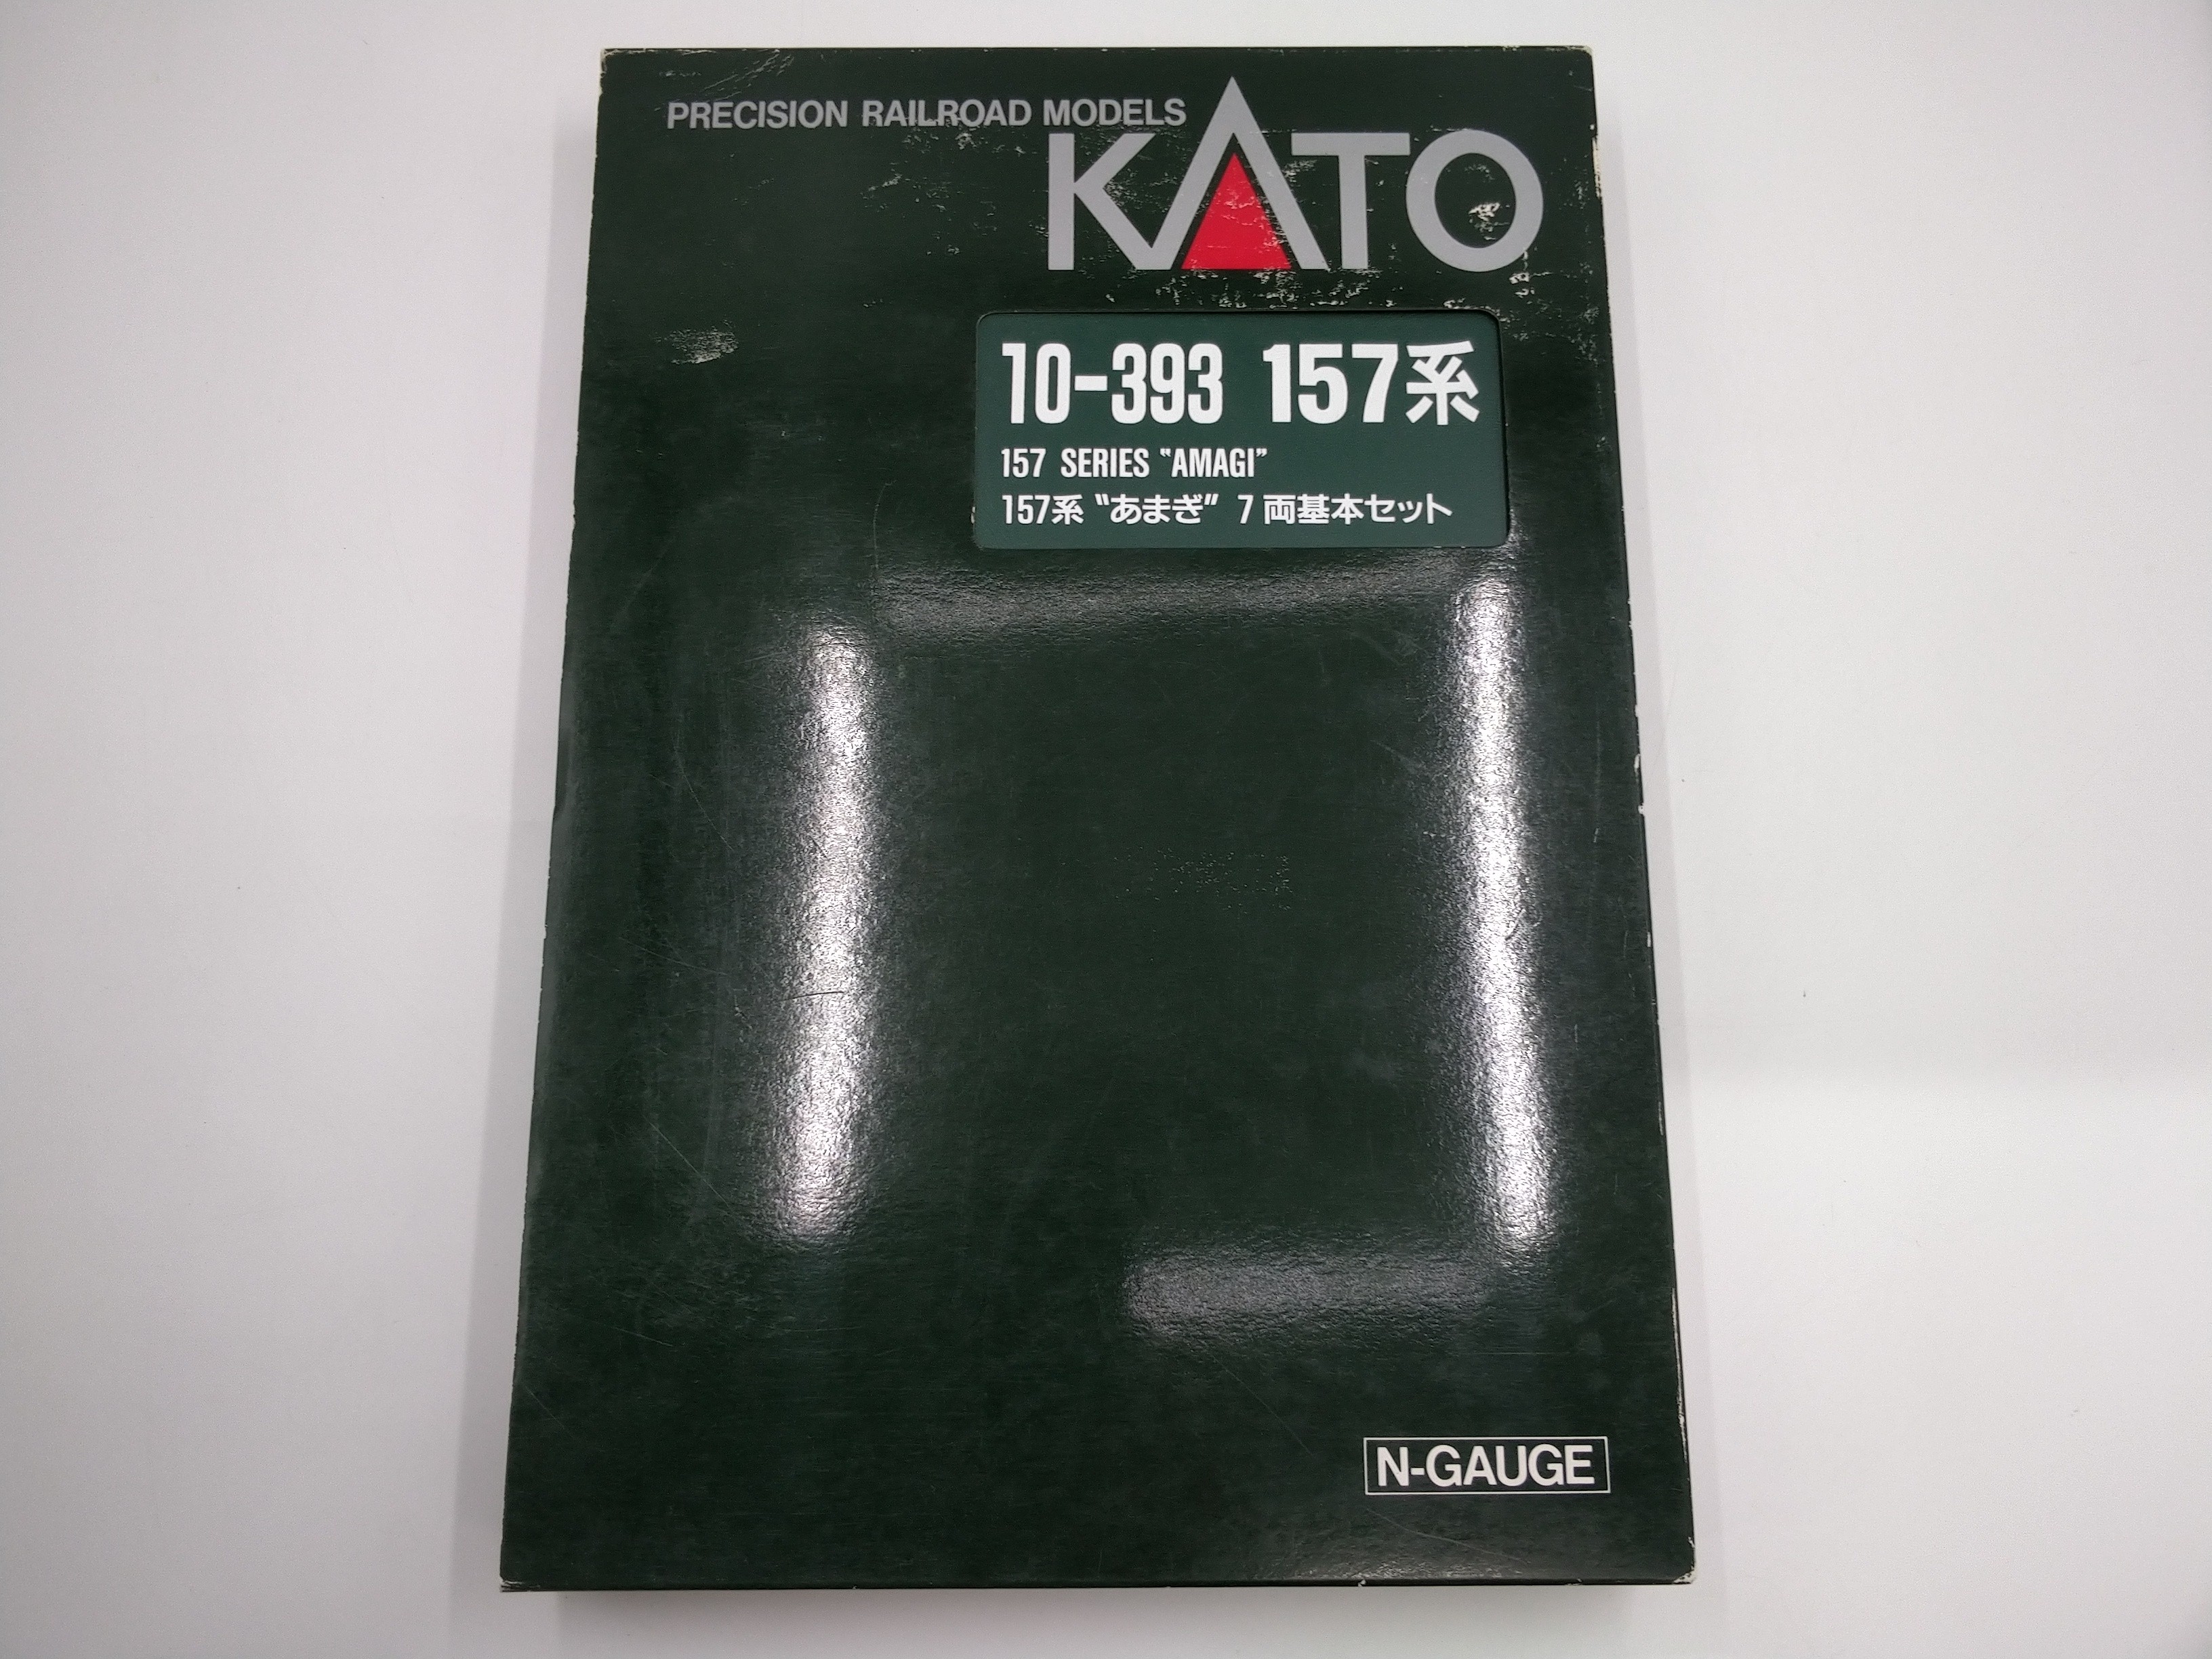 PRECISION RAILROAD MODELS
KATO
10-393 157系
157 SERIES "AMAGI"
157系 "あまぎ" 7両基本セット
N-GAUGE